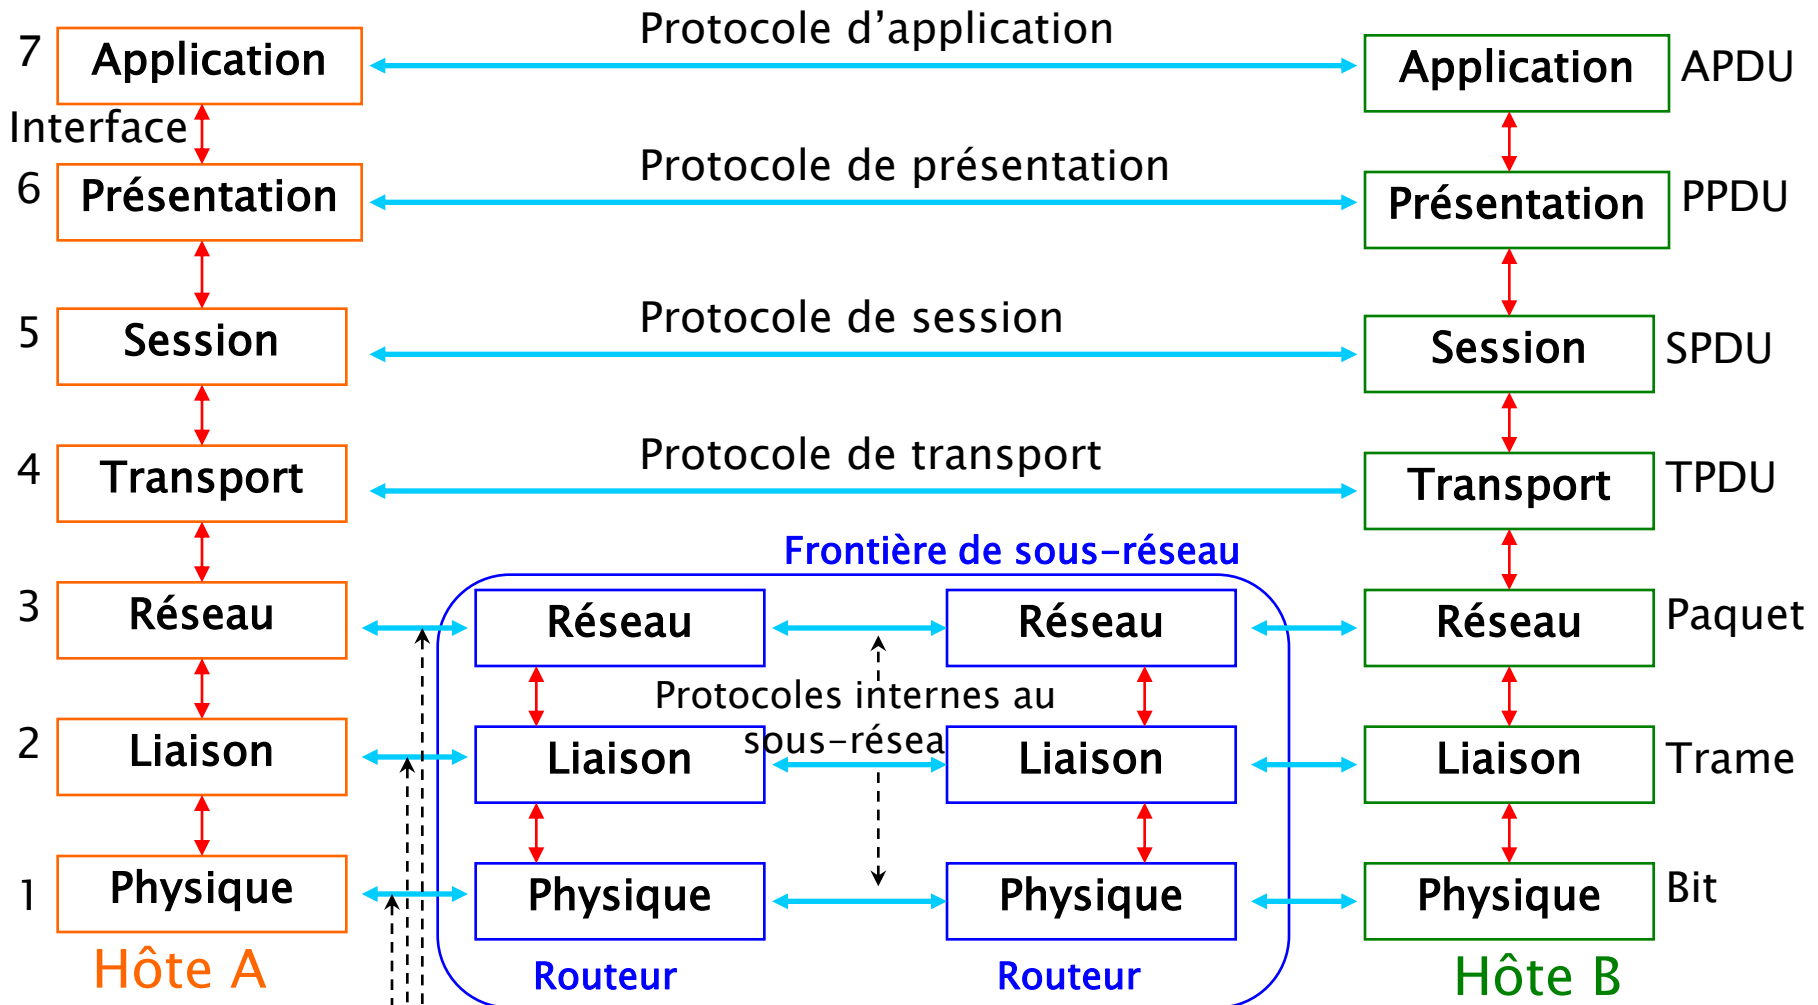 Protocole d’application
7 Application Application APDU
Interface
Protocole de présentation
6 Présentation Présentation PPDU
Protocole de session
5 Session Session SPDU
Protocole de transport
4 Transport Transport TPDU
Frontière de sous-réseau
3 Réseau Réseau Réseau Réseau Paquet
Protocoles internes au
sous-résea
2 Liaison Liaison Liaison Liaison Trame
1 Physique Physique Physique Physique Bit
Hôte A Routeur Routeur Hôte B